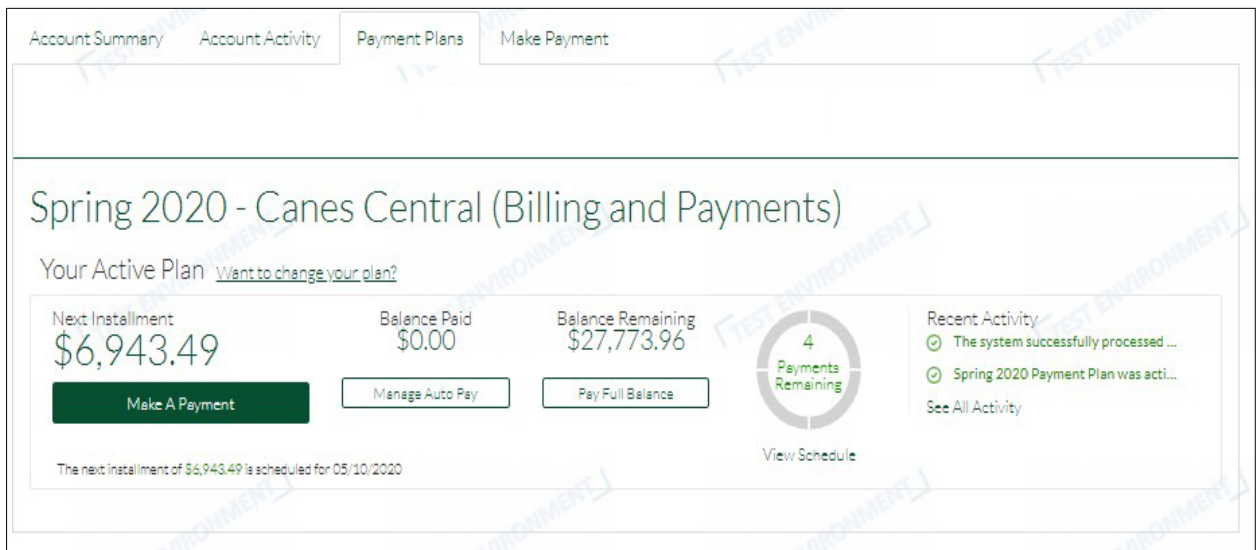 Account Summary Account Activity Payment Plans Make Payment
Spring 2020 - Canes Central (Billing and Payments)
Your Active Plan Want to change your plan?
Next Installment
$6,943.49
Make A Payment
The next installment of $6,943.49 is scheduled for 05/10/2020
Balance Paid
$0.00
Manage Auto Pay
Balance Remaining
$27,773.96
Pay Full Balance
4
Payments
Remaining
View Schedule
Recent Activity
The system successfully processed ...
Spring 2020 Payment Plan was acti...
See All Activity
TEST ENVIRONMENT